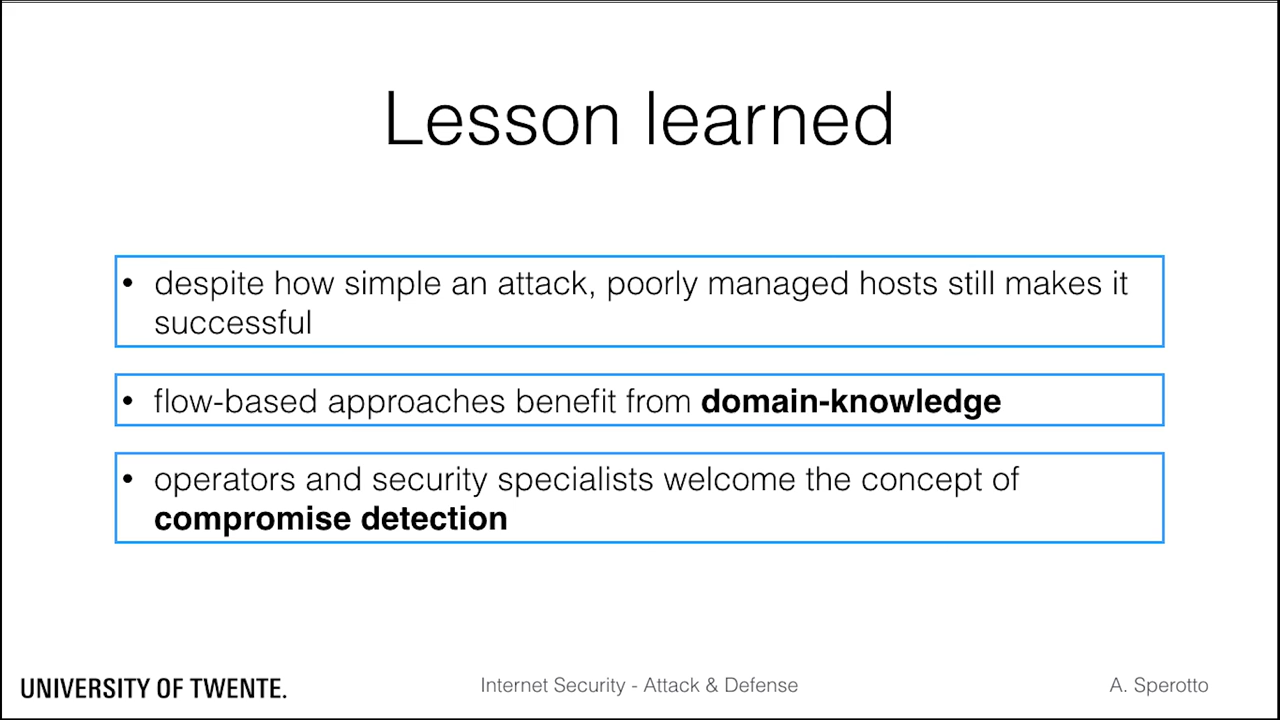 Lesson learned
• despite how simple an attack, poorly managed hosts still makes it
successful
• flow-based approaches benefit from domain-knowledge
• operators and security specialists welcome the concept of
compromise detection
UNIVERSITY OF TWENTE.
Internet Security - Attack & Defense
A. Sperotto